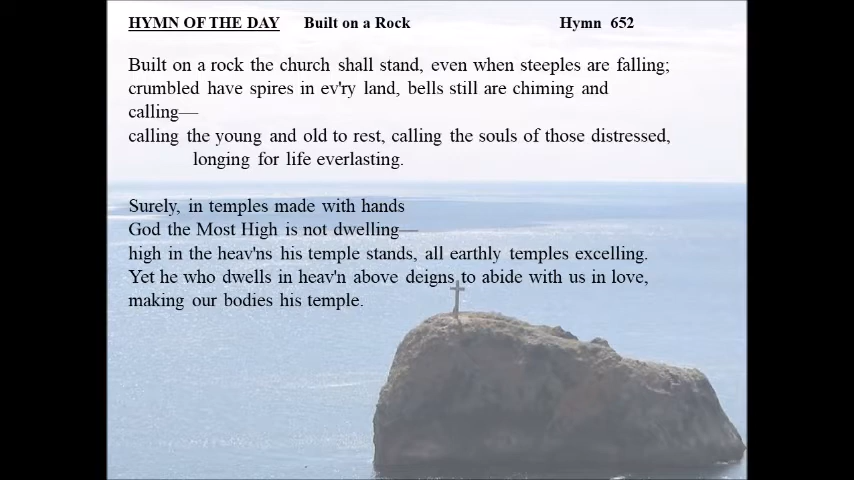 HYMN OF THE DAY Built on a Rock Hymn 652
Built on a rock the church shall stand, even when steeples are falling;
crumbled have spires in ev'ry land, bells still are chiming and
calling—
calling the young and old to rest, calling the souls of those distressed,
longing for life everlasting.
Surely, in temples made with hands
God the Most High is not dwelling—
high in the heav'ns his temple stands, all earthly temples excelling.
Yet he who dwells in heav'n above deigns to abide with us in love,
making our bodies his temple.